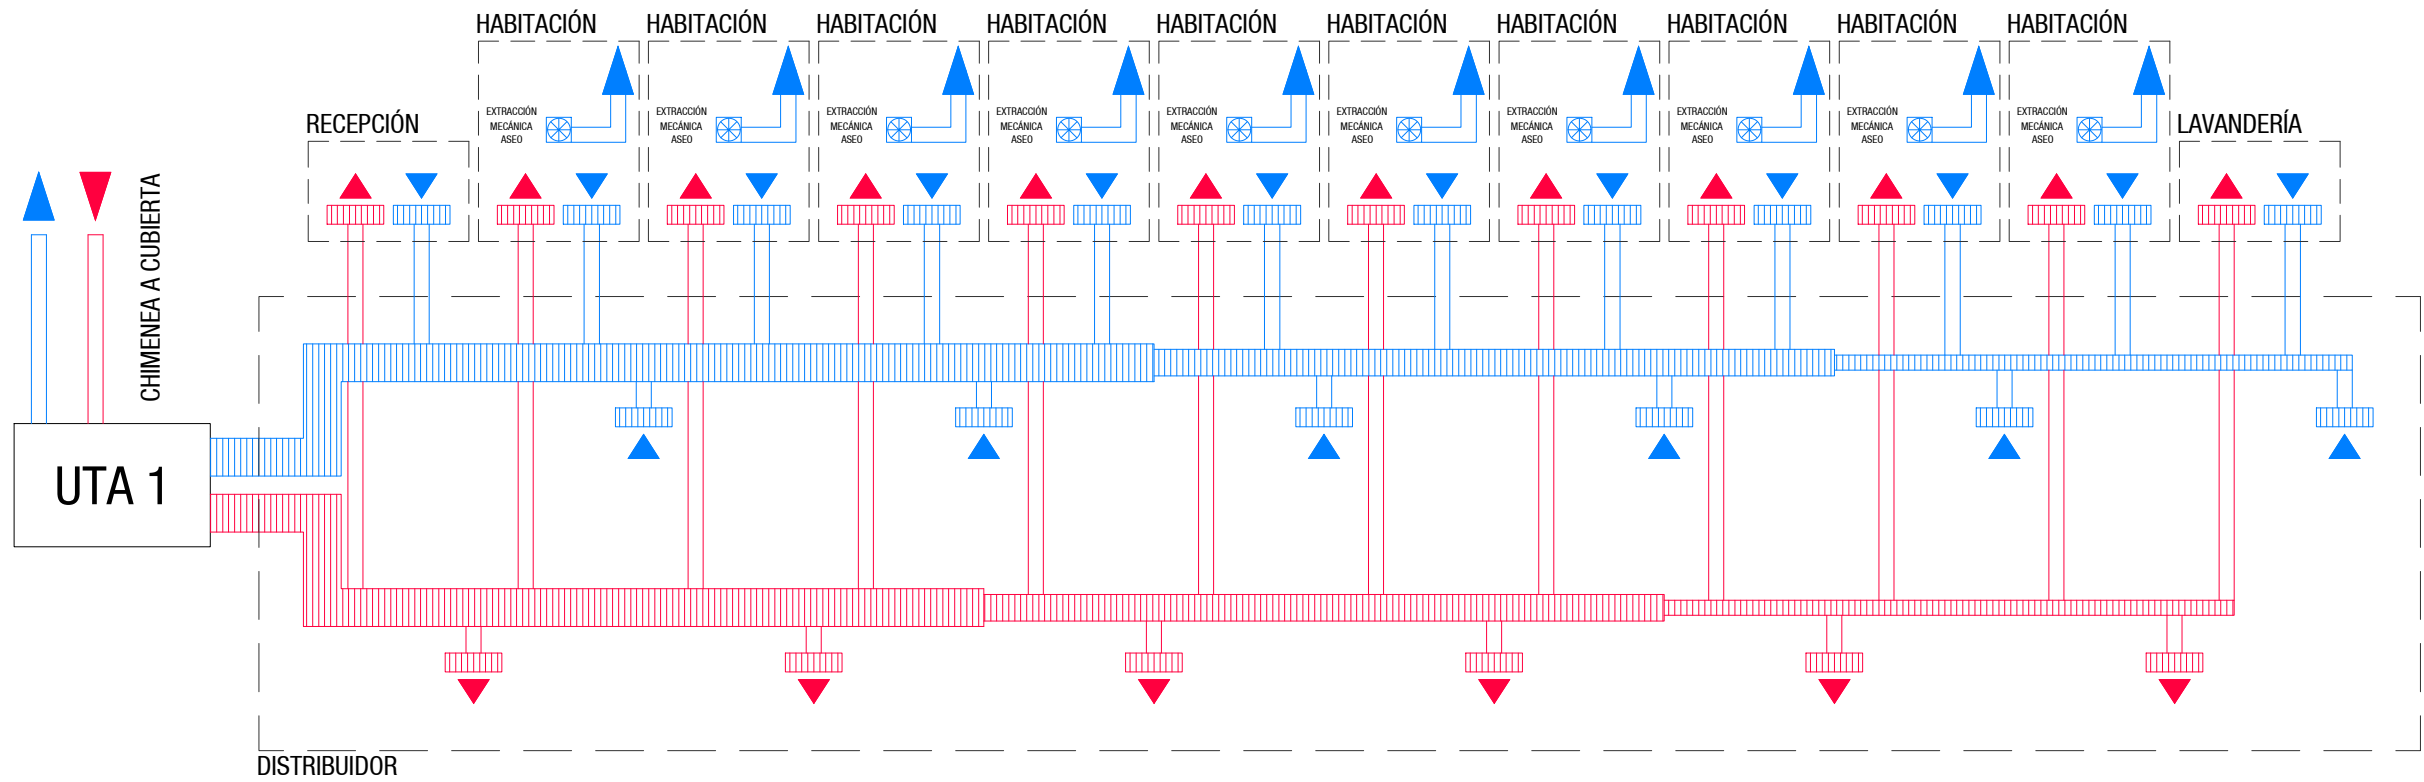 HABITACIÓN
HABITACIÓN
HABITACIÓN
HABITACIÓN
HABITACIÓN
HABITACIÓN
HABITACIÓN
HABITACIÓN
HABITACIÓN
HABITACIÓN
RECEPCIÓN
EXTRACCIÓN
MECÁNICA
ASEO
EXTRACCIÓN
MECÁNICA
ASEO
EXTRACCIÓN
MECÁNICA
ASEO
EXTRACCIÓN
MECÁNICA
ASEO
EXTRACCIÓN
MECÁNICA
ASEO
EXTRACCIÓN
MECÁNICA
ASEO
EXTRACCIÓN
MECÁNICA
ASEO
EXTRACCIÓN
MECÁNICA
ASEO
EXTRACCIÓN
MECÁNICA
ASEO
EXTRACCIÓN
MECÁNICA
ASEO
LAVANDERÍA
CHIMENEA A CUBIERTA
UTA 1
DISTRIBUIDOR